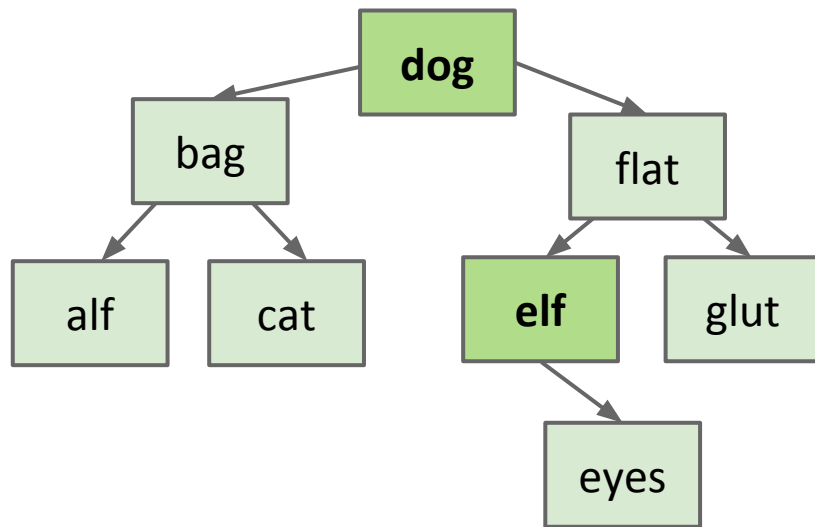 dog
bag
flat
alf
cat
elf
glut
eyes